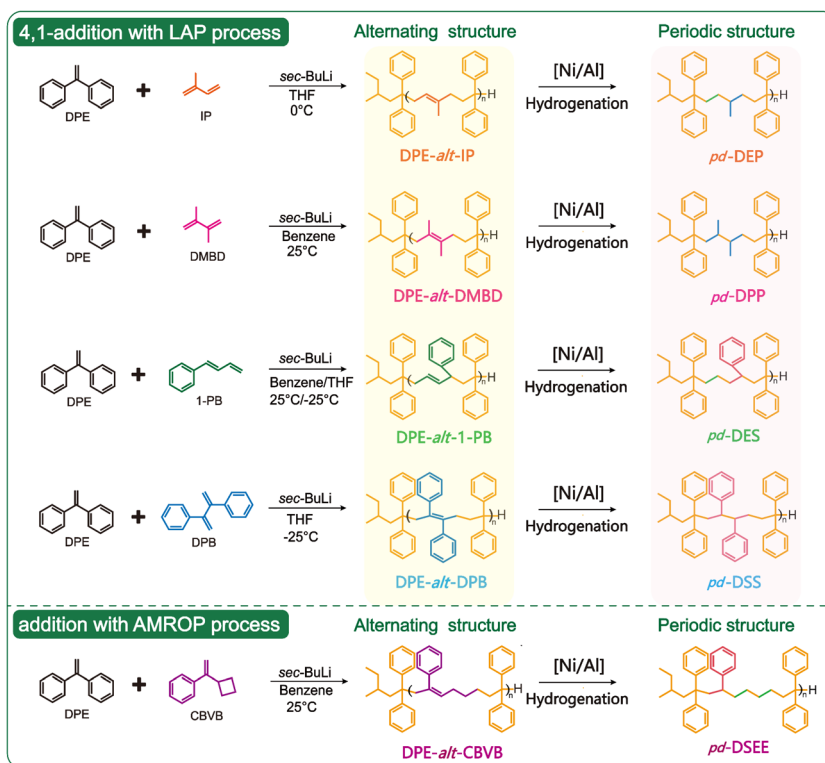 4,1-addition with LAP process
Alternating structure
Periodic structure
DPE
+
IP
sec-BuLi
THF
0°C
( )n H
DPE-alt-IP
[Ni/Al]
Hydrogenation
( )n H
pd-DEP
DPE
+
DMBD
sec-BuLi
Benzene
25°C
( )n H
DPE-alt-DMBD
[Ni/Al]
Hydrogenation
)n H
pd-DPP
DPE
+
1-PB
sec-BuLi
Benzene/THF
25°C/-25°C
( )n H
DPE-alt-1-PB
[Ni/Al]
Hydrogenation
)n H
pd-DES
DPE
+
DPB
sec-BuLi
THF
-25°C
( )n H
DPE-alt-DPB
[Ni/Al]
Hydrogenation
)n H
pd-DSS
addition with AMROP process
Alternating structure
Periodic structure
DPE
+
CBVB
sec-BuLi
Benzene
25°C
( )n H
DPE-alt-CBVB
[Ni/Al]
Hydrogenation
)n H
pd-DSEE